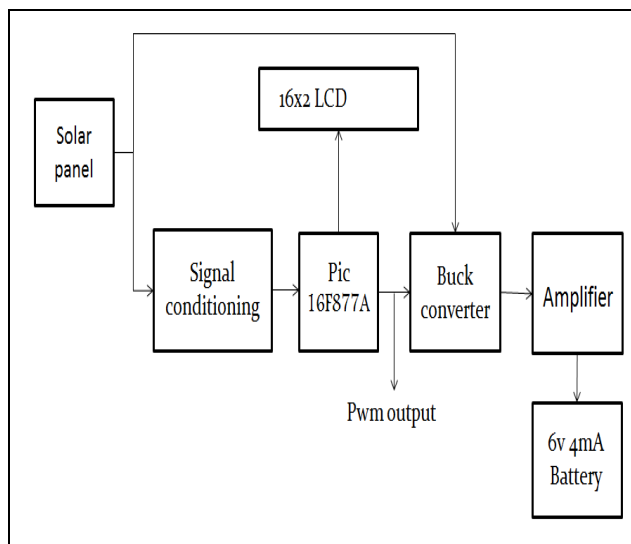 16x2 LCD
Solar
panel
Signal
conditioning
Pic
16F877A
Buck
converter
Amplifier
Pwm output
6v 4mA
Battery